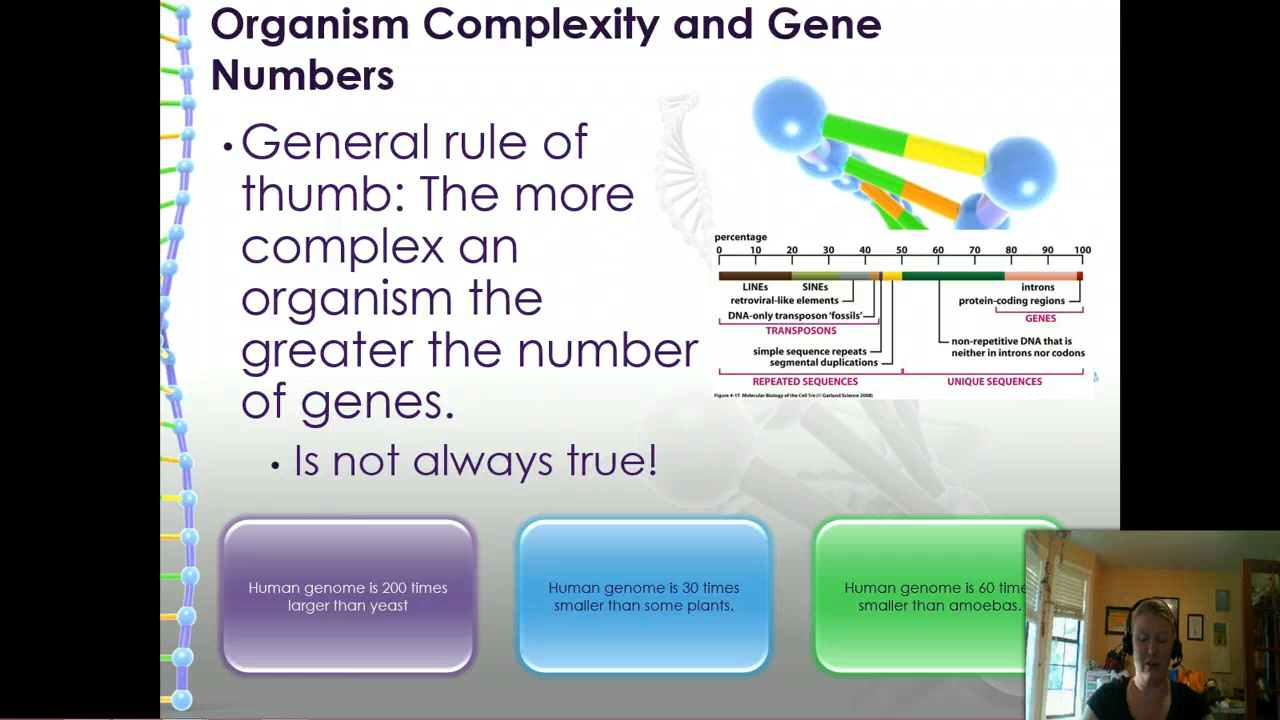 Organism Complexity and Gene
Numbers
• General rule of
thumb: The more
complex an
organism the
greater the number
of genes.
• Is not always true!
percentage
0 10 20 30 40 50 60 70 80 90 100
LINEs SINEs introns
retroviral-like elements protein-coding regions
DNA-only transposon 'fossils' GENES
TRANSPOSONS
non-repetitive DNA that is
neither in introns nor codons
simple sequence repeats
segmental duplications
REPEATED SEQUENCES UNIQUE SEQUENCES
Figure 4-17 Molecular Biology of the Cell 5/e (© Garland Science 2008)
Human genome is 200 times
larger than yeast
Human genome is 30 times
smaller than some plants.
Human genome is 60 time
smaller than amoebas.